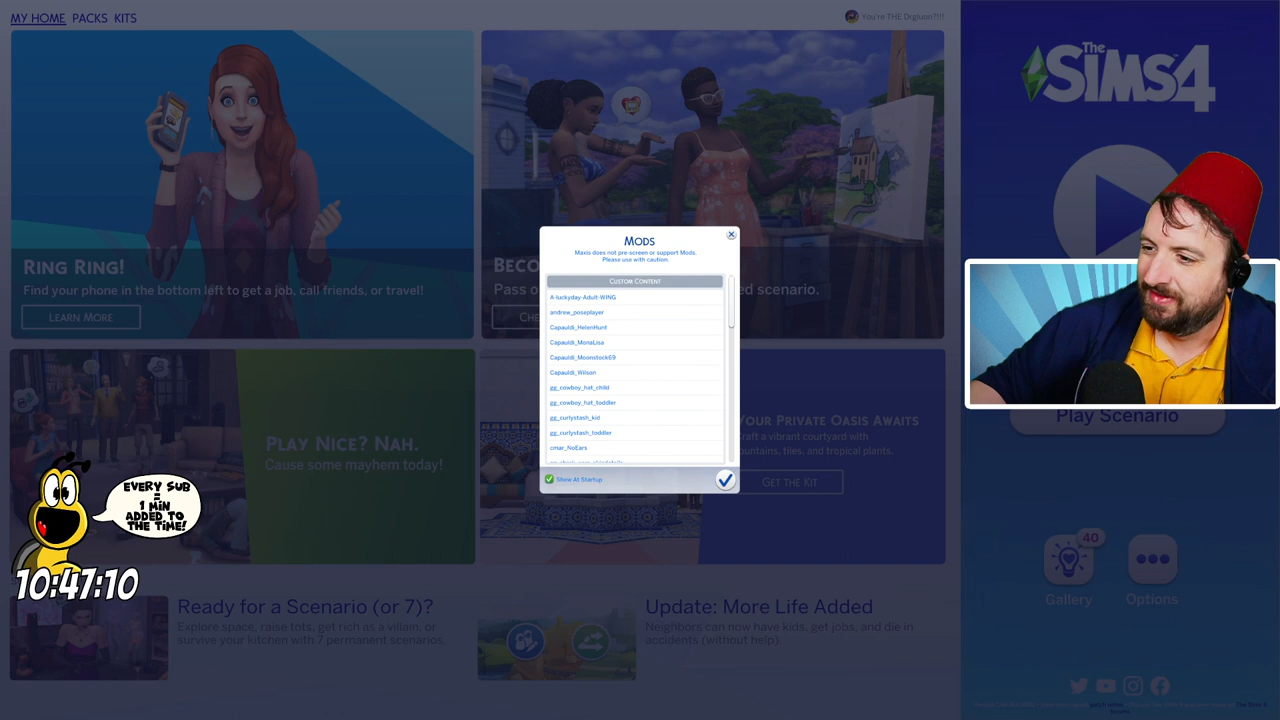 MY HOME PACKS KITS
You're THE Drgluon?!!!
The SIMS 4
RING RING!
Find your phone in the bottom left to get a job, call friends, or travel!
LEARN MORE
BECO
Pass o
ed scenario.
CHE
MODS
Maxis does not pre-screen or support Mods.
Please use with caution.
CUSTOM CONTENT
A-luckyday-Adult-WING
andrew_poseplayer
Capauldi_HelenHunt
Capauldi_MonaLisa
Capauldi_Moonstock69
Capauldi_Wilson
gg_cowboy_hat_child
gg_cowboy_hat_toddler
gg_curlystash_kid
gg_curlystash_toddler
cmar_NoEars
Show At Startup
PLAY NICE? NAH.
Cause some mayhem today!
YOUR PRIVATE OASIS AWAITS
raft a vibrant courtyard with
ountains, tiles, and tropical plants.
GET THE KIT
Play Scenario
EVERY SUB
=
1 MIN
ADDED TO
THE TIME!
10:47:10
40
Gallery
Options
Ready for a Scenario (or 7)?
Explore space, raise tots, get rich as a villain, or
survive your kitchen with 7 permanent scenarios.
Update: More Life Added
Neighbors can now have kids, get jobs, and die in
accidents (without help).